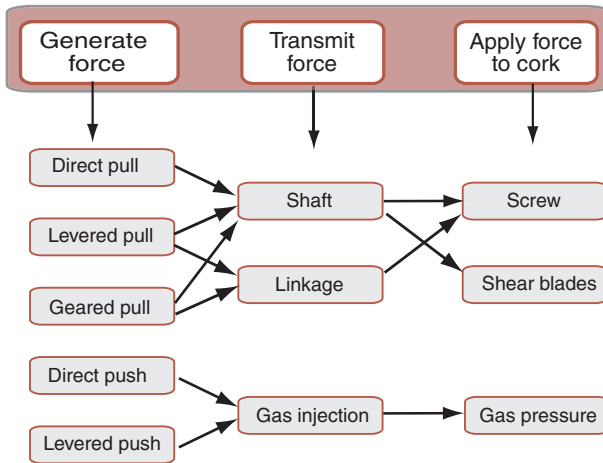 Generate
force
Transmit
force
Apply force
to cork
Direct pull
Shaft
Screw
Levered pull
Linkage
Shear blades
Geared pull
Direct push
Gas injection
Gas pressure
Levered push